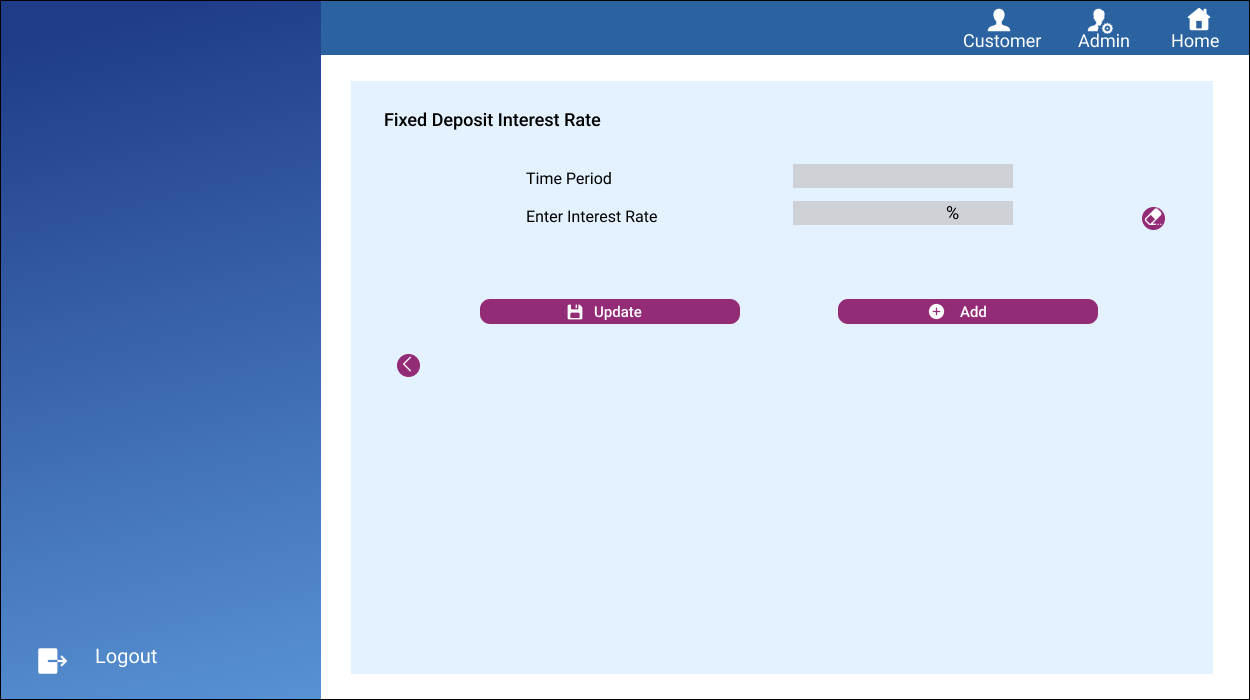 Customer Admin Home
Fixed Deposit Interest Rate
Time Period
Enter Interest Rate %
Update Add
Logout